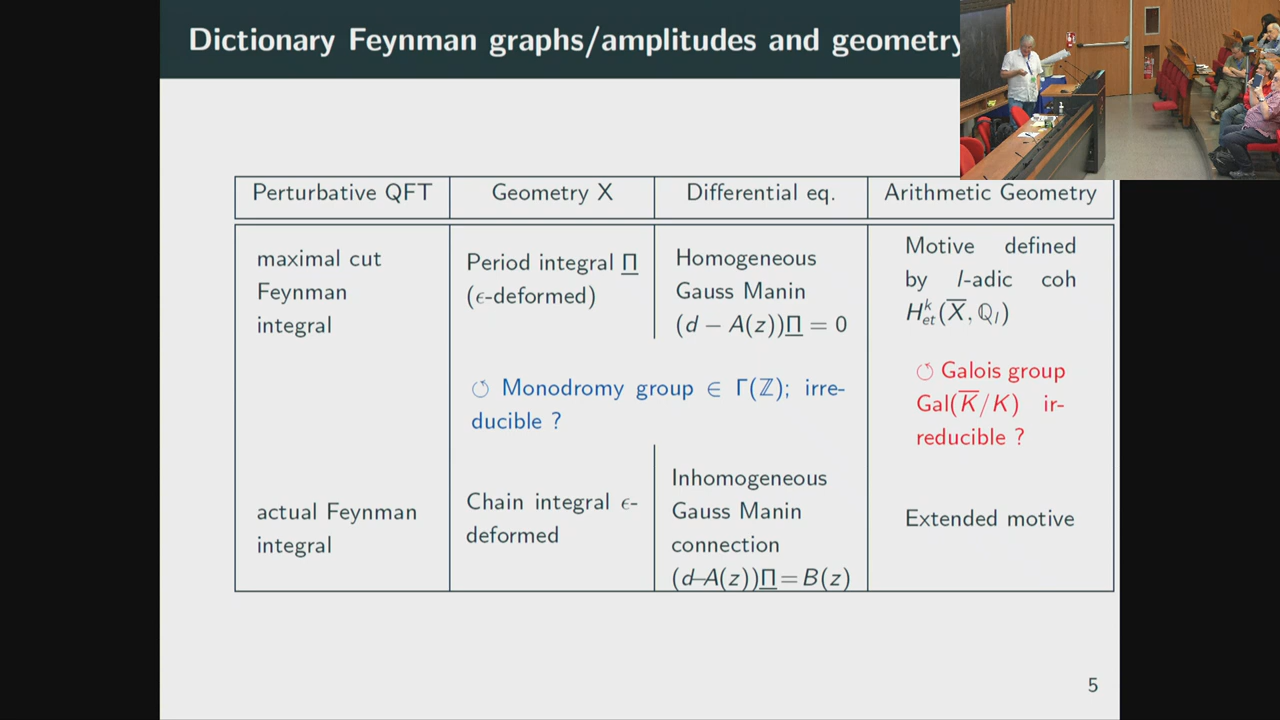 Dictionary Feynman graphs/amplitudes and geometry
Perturbative QFT
Geometry X
Differential eq.
Arithmetic Geometry
maximal cut
Feynman
integral
Period integral Π
(ϵ-deformed)
Homogeneous
Gauss Manin
(d − A(z))Π = 0
Motive defined
by l-adic coh
H^k_et(X̅, ℚ_l)
↺ Monodromy group ∈ Γ(ℤ); irre-
ducible ?
↺ Galois group
Gal(K̅/K) ir-
reducible ?
actual Feynman
integral
Chain integral ϵ-
deformed
Inhomogeneous
Gauss Manin
connection
(d−A(z))Π = B(z)
Extended motive
5